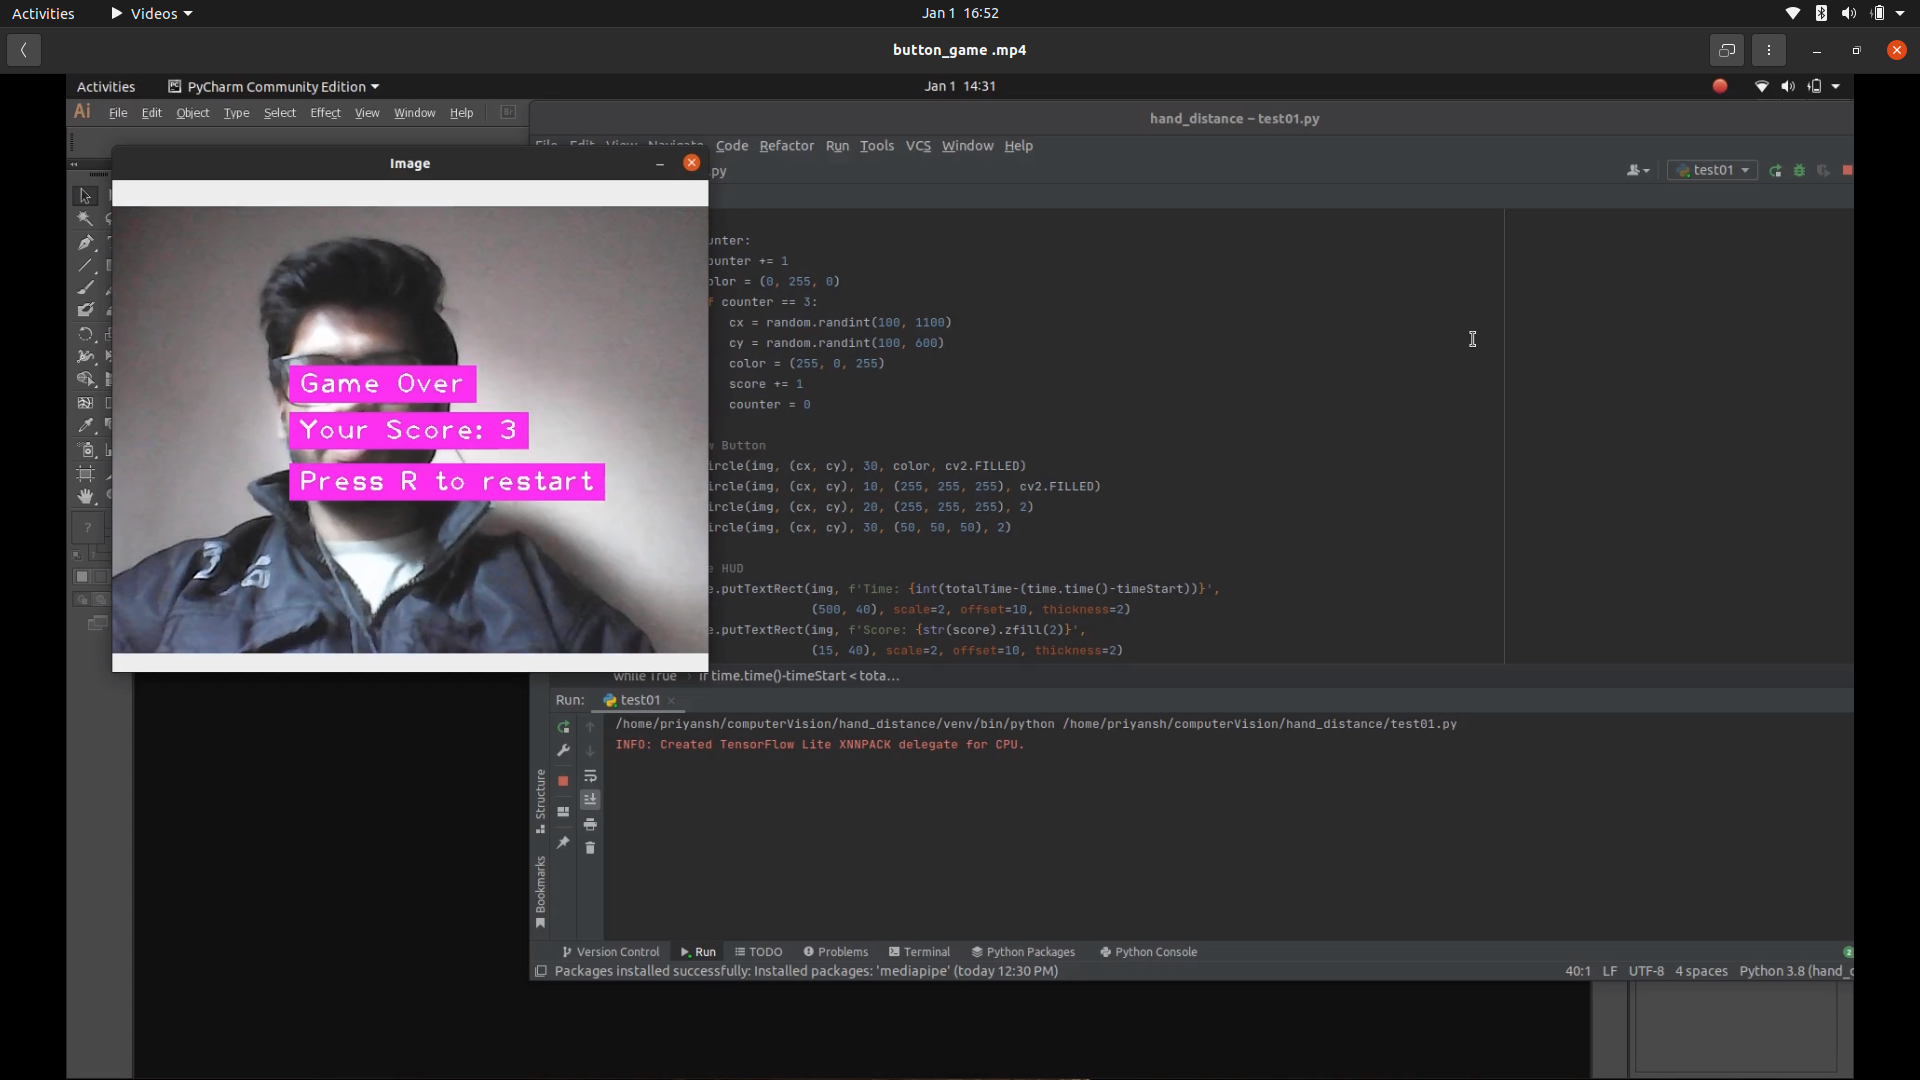 Activities Videos Jan 1 16:52
button_game .mp4
Activities PyCharm Community Edition Jan 1 14:31
Ai File Edit Object Type Select Effect View Window Help Br
hand_distance – test01.py
Code Refactor Run Tools VCS Window Help
Image
.py test01
unter:
ounter += 1
olor = (0, 255, 0)
f counter == 3:
cx = random.randint(100, 1100)
cy = random.randint(100, 600)
color = (255, 0, 255)
score += 1
counter = 0
Game Over
Your Score: 3
Press R to restart
w Button
ircle(img, (cx, cy), 30, color, cv2.FILLED)
ircle(img, (cx, cy), 10, (255, 255, 255), cv2.FILLED)
ircle(img, (cx, cy), 20, (255, 255, 255), 2)
ircle(img, (cx, cy), 30, (50, 50, 50), 2)
e HUD
e.putTextRect(img, f'Time: {int(totalTime-(time.time()-timeStart))}',
(500, 40), scale=2, offset=10, thickness=2)
e.putTextRect(img, f'Score: {str(score).zfill(2)}',
(15, 40), scale=2, offset=10, thickness=2)
while True › if time.time()-timeStart < tota...
Run: test01
/home/priyansh/computerVision/hand_distance/venv/bin/python /home/priyansh/computerVision/hand_distance/test01.py
INFO: Created TensorFlow Lite XNNPACK delegate for CPU.
Structure
Bookmarks
Version Control Run TODO Problems Terminal Python Packages Python Console 2
Packages installed successfully: Installed packages: 'mediapipe' (today 12:30 PM) 40:1 LF UTF-8 4 spaces Python 3.8 (hand_